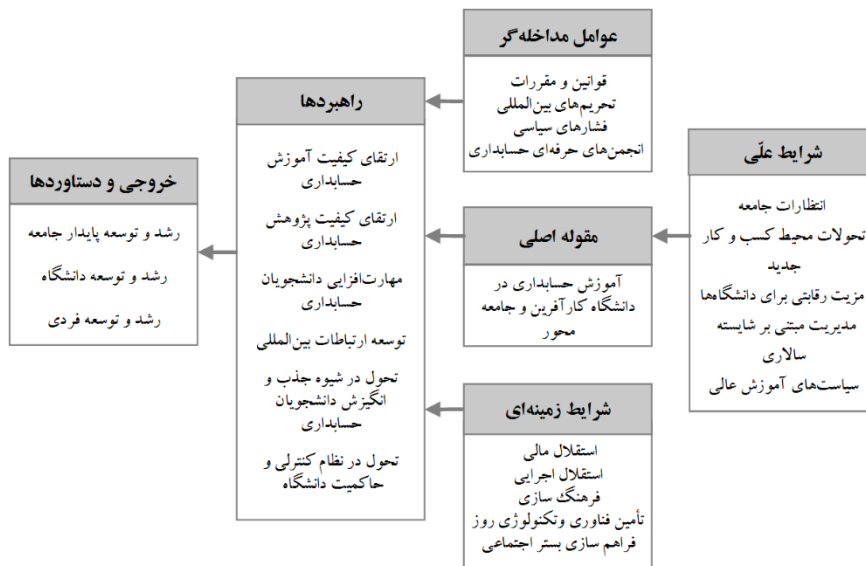 شرایط علّی
انتظارات جامعه
تحولات محیط کسب و کار
جدید
مزیت رقابتی برای دانشگاه‌ها
مدیریت مبتنی بر شایسته
سالاری
سیاست‌های آموزش عالی
عوامل مداخله‌گر
قوانین و مقررات
تحریم‌های بین‌المللی
فشارهای سیاسی
انجمن‌های حرفه‌ای حسابداری
مقوله اصلی
آموزش حسابداری در
دانشگاه کارآفرین و جامعه
محور
شرایط زمینه‌ای
استقلال مالی
استقلال اجرایی
فرهنگ سازی
تأمین فناوری وتکنولوژی روز
فراهم سازی بستر اجتماعی
راهبردها
ارتقای کیفیت آموزش
حسابداری
ارتقای کیفیت پژوهش
حسابداری
مهارت‌افزایی دانشجویان
حسابداری
توسعه ارتباطات بین‌المللی
تحول در شیوه جذب و
انگیزش دانشجویان
حسابداری
تحول در نظام کنترلی و
حاکمیت دانشگاه
خروجی و دستاوردها
رشد و توسعه پایدار جامعه
رشد و توسعه دانشگاه
رشد و توسعه فردی